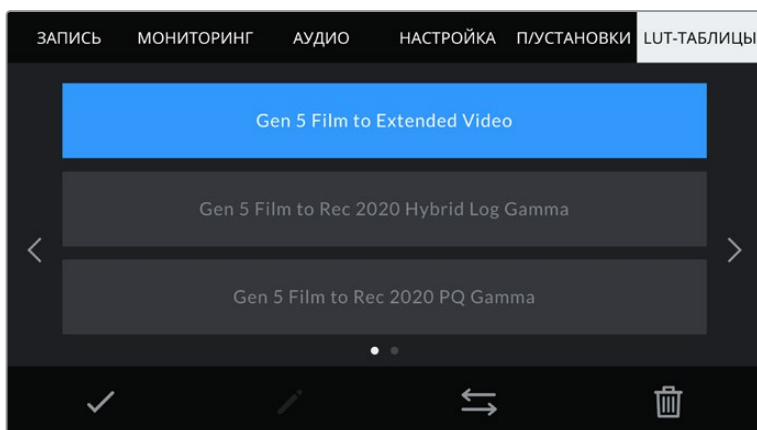 ЗАПИСЬ МОНИТОРИНГ АУДИО НАСТРОЙКА П/УСТАНОВКИ LUT-ТАБЛИЦЫ
Gen 5 Film to Extended Video
Gen 5 Film to Rec 2020 Hybrid Log Gamma
Gen 5 Film to Rec 2020 PQ Gamma